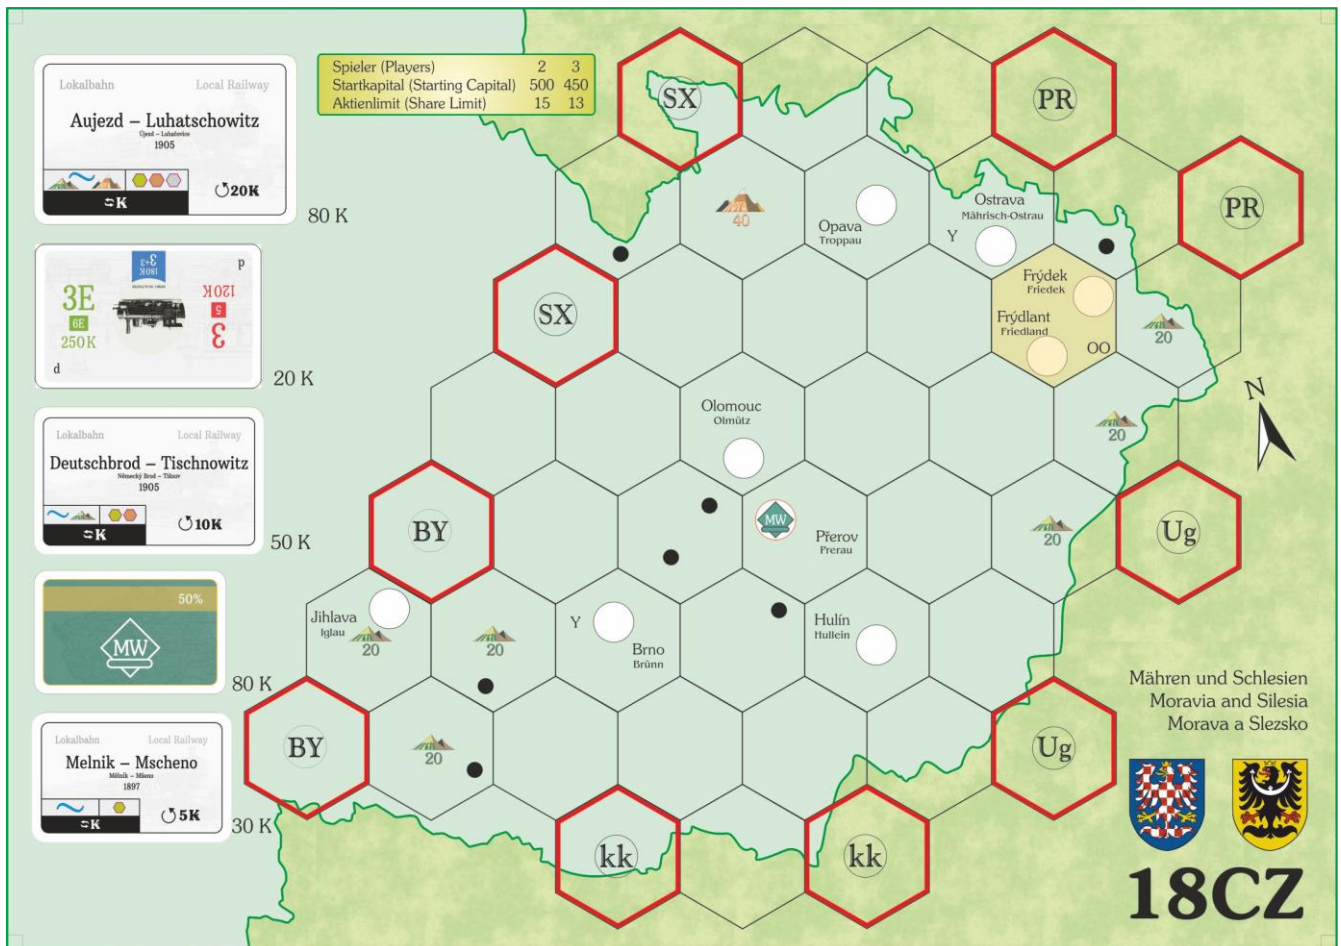 Spieler (Players) 2 3
Startkapital (Starting Capital) 500 450
Aktienlimit (Share Limit) 15 13
Lokalbahn Local Railway
Aujezd – Luhatschowitz
Újezd – Luhačovice
1905
20K
K
80 K
180K
3+3
3E
6E
250K
d
120K
5
3
d
20 K
Lokalbahn Local Railway
Deutschbrod – Tischnowitz
Německý Brod – Tišnov
1905
10K
K
50 K
50%
MW
80 K
Lokalbahn Local Railway
Melnik – Mscheno
Mělník – Mšeno
1897
5K
K
30 K
SX
PR
PR
40
Opava
Troppau
Ostrava
Mährisch-Ostrau
Y
SX
Frýdek
Friedek
Frýdlant
Friedland
OO
20
N
Olomouc
Olmütz
20
BY
MW
Přerov
Prerau
20
Ug
Jihlava
Iglau
20
20
Y
Brno
Brünn
Hulín
Hullein
BY
20
Ug
kk
kk
Mähren und Schlesien
Moravia and Silesia
Morava a Slezsko
18CZ